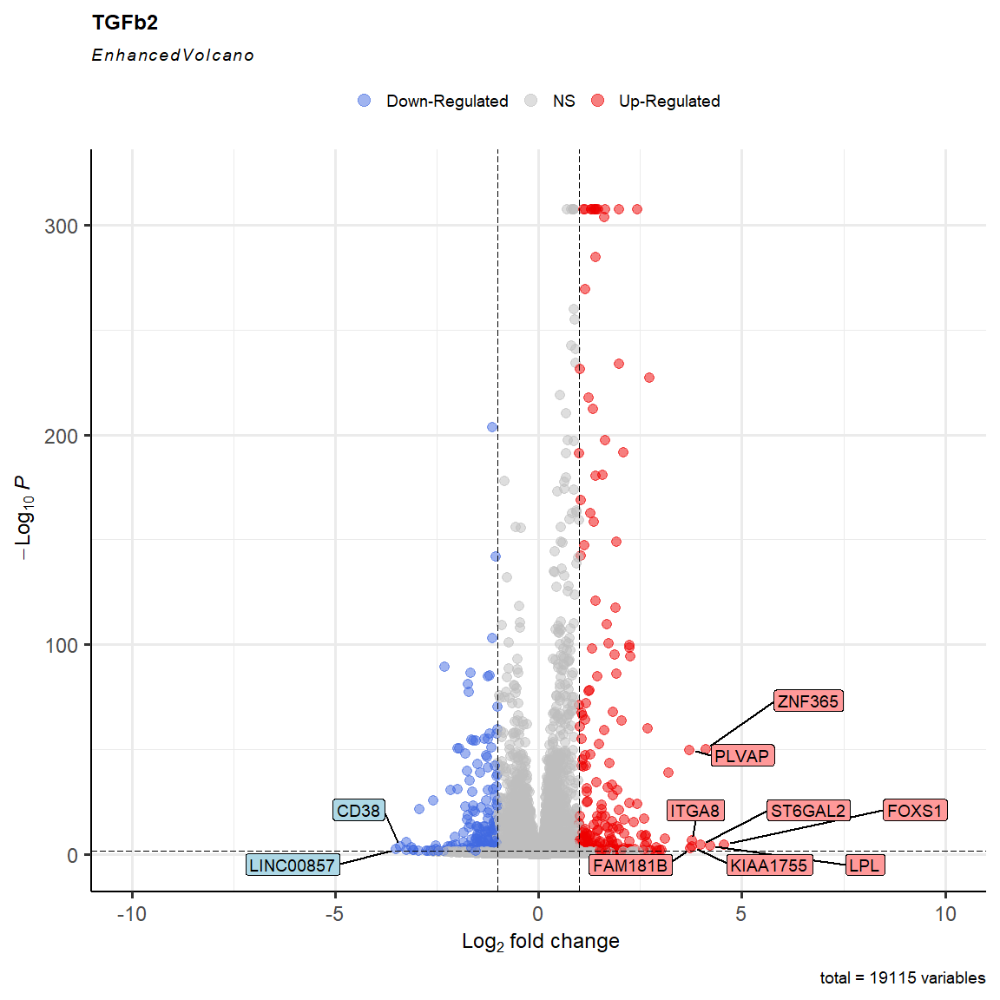 TGFb2
EnhancedVolcano
Down-Regulated NS Up-Regulated
300
200
100
0
−Log10 P
ZNF365
PLVAP
CD38
ITGA8
ST6GAL2
FOXS1
LINC00857
FAM181B
KIAA1755
LPL
-10 -5 0 5 10
Log2 fold change
total = 19115 variables